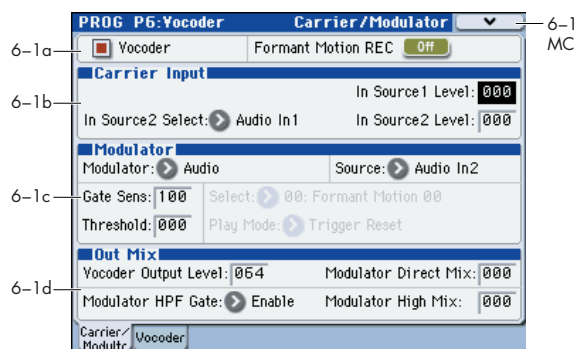 PROG P6:Vocoder Carrier/Modulator
6–1
MC
6–1a
Vocoder Formant Motion REC Off
Carrier Input
6–1b
In Source1 Level: 000
In Source2 Select: Audio In1 In Source2 Level: 000
Modulator
Modulator: Audio Source: Audio In2
6–1c
Gate Sens: 100 Select: 00: Formant Motion 00
Threshold: 000 Play Mode: Trigger Reset
Out Mix
Vocoder Output Level: 064 Modulator Direct Mix: 000
6–1d
Modulator HPF Gate: Enable Modulator High Mix: 000
Carrier/
Modultr Vocoder